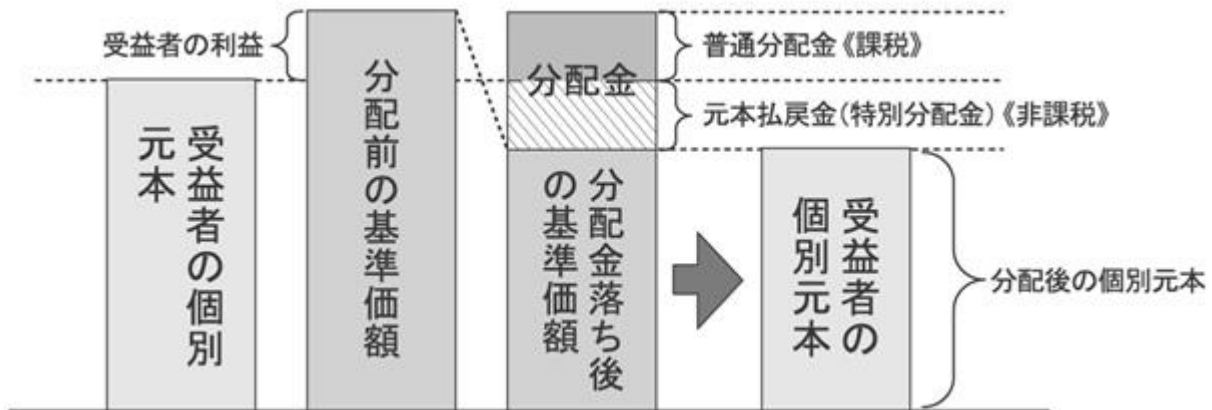 受益者の利益
受益者の個別
元本
分配前の基準価額
分配金
分配金落ち後
の基準価額
普通分配金《課税》
元本払戻金(特別分配金)《非課税》
受益者の
個別元本
分配後の個別元本